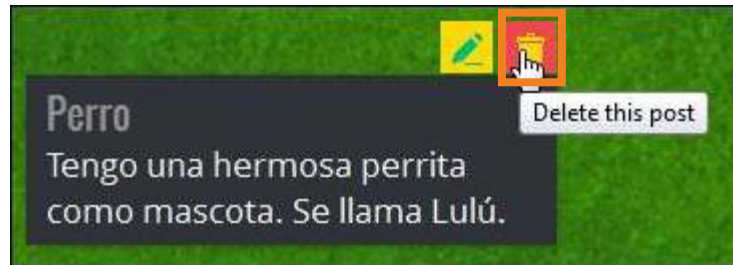 Perro
Delete this post
Tengo una hermosa perrita
como mascota. Se llama Lulú.